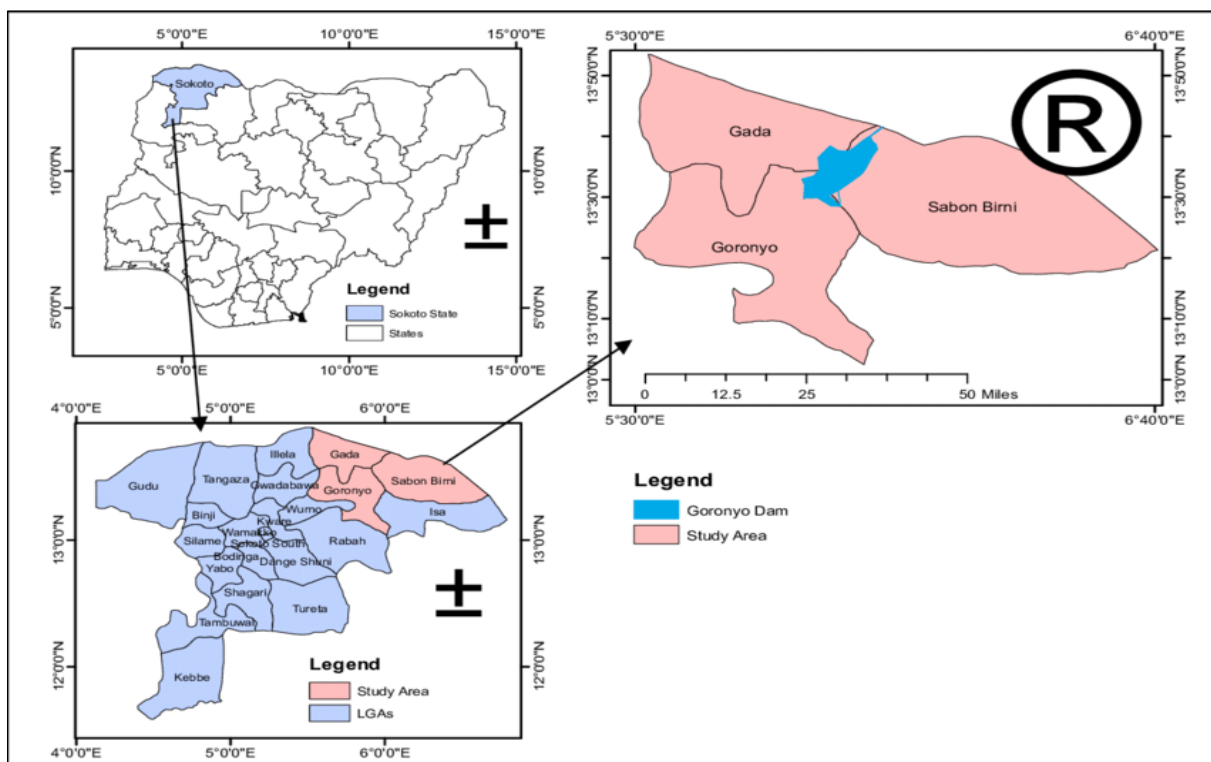 5°0'0"E 10°0'0"E 15°0'0"E
Sokoto
10°0'0"N
5°0'0"N
10°0'0"N
5°0'0"N
±
Legend
Sokoto State
States
5°0'0"E 10°0'0"E 15°0'0"E
5°30'0"E 6°40'0"E
13°50'0"N
13°30'0"N
13°10'0"N
13°0'0"N
13°50'0"N
13°30'0"N
13°10'0"N
13°0'0"N
R
Gada
Sabon Birni
Goronyo
0 12.5 25 50 Miles
5°30'0"E 6°40'0"E
Legend
Goronyo Dam
Study Area
4°0'0"E 5°0'0"E 6°0'0"E
13°0'0"N
12°0'0"N
13°0'0"N
12°0'0"N
Illela
Gada
Gudu
Tangaza
Gwadabawa
Goronyo
Sabon Birni
Binji
Wurno
Isa
Kware
Silame
Sokoto South
Rabah
Bodinga
Yabo
Dange Shuni
Shagari
Tureta
Tambuwal
Kebbe
±
Legend
Study Area
LGAs
4°0'0"E 5°0'0"E 6°0'0"E